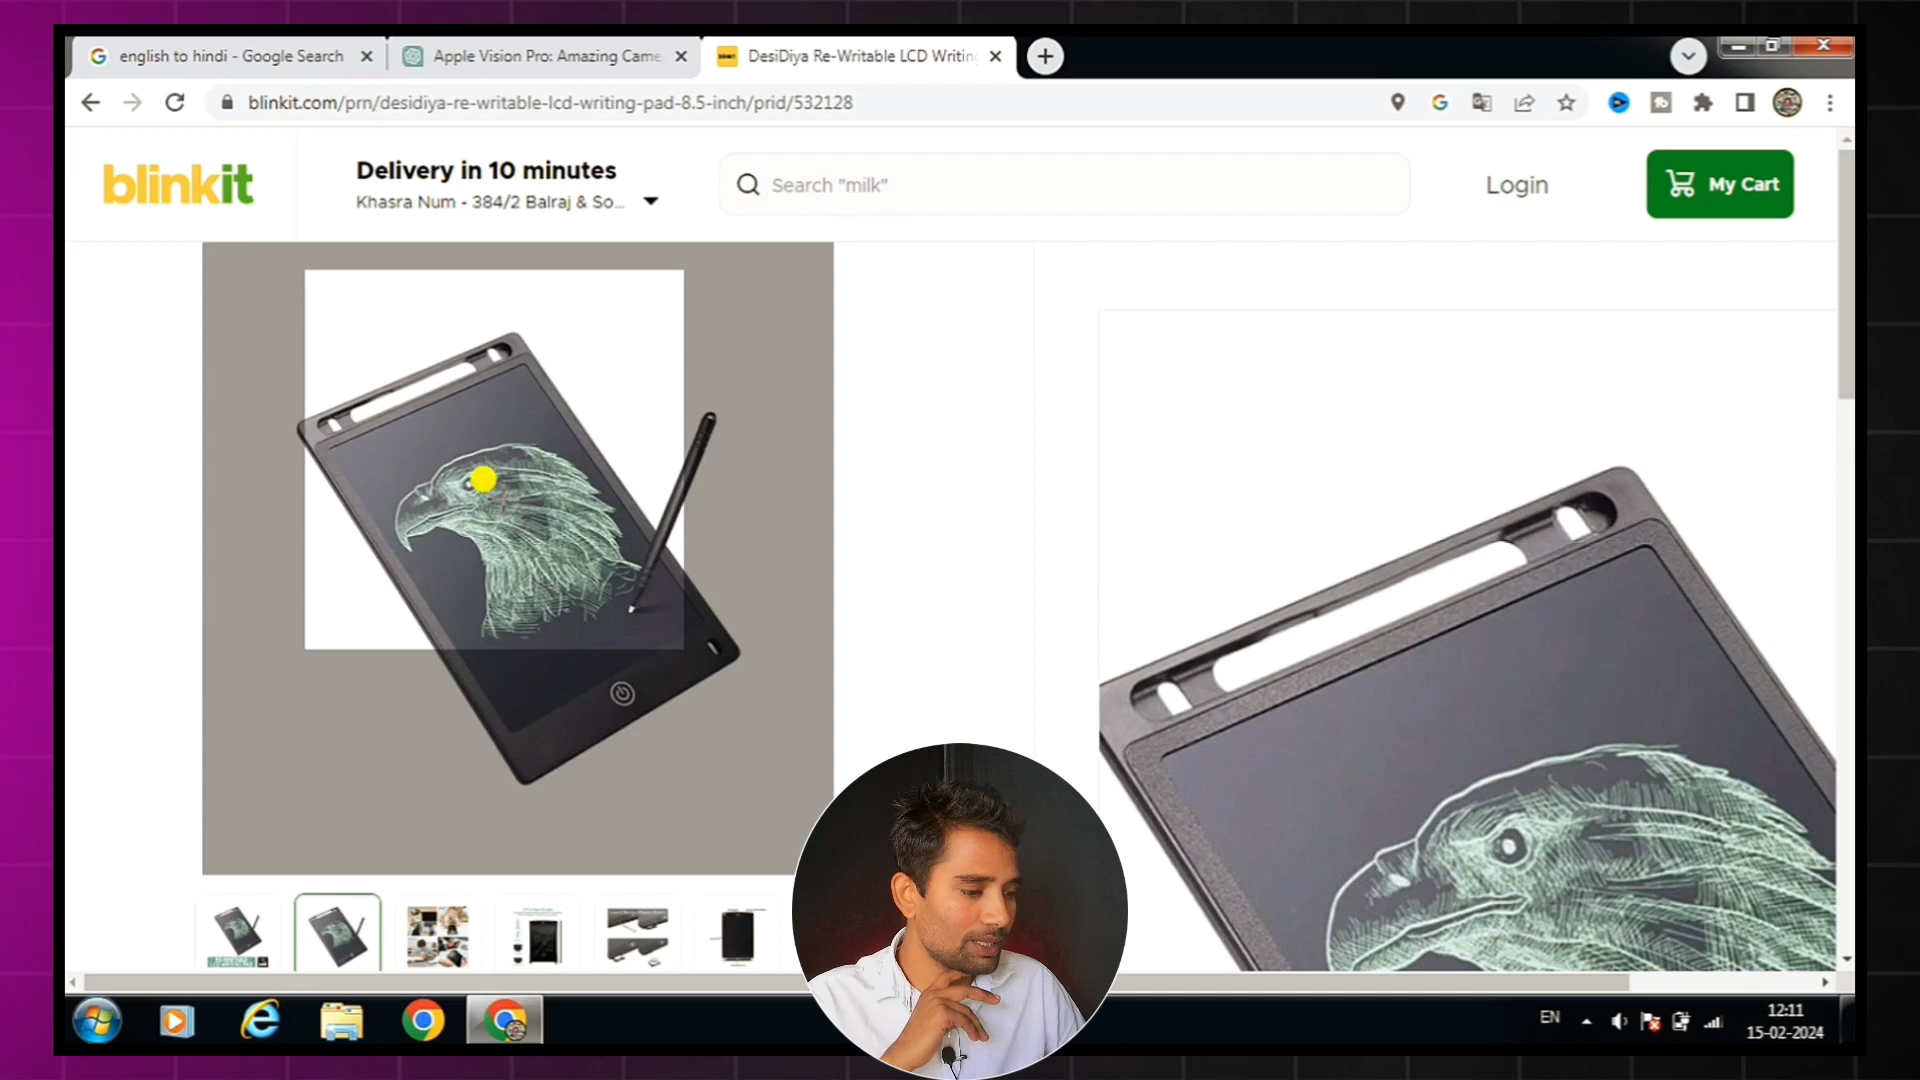 english to hindi - Google Search
Apple Vision Pro: Amazing Came
DesiDiya Re-Writable LCD Writin
blinkit.com/prn/desidiya-re-writable-lcd-writing-pad-8.5-inch/prid/532128
blinkit
Delivery in 10 minutes
Khasra Num - 384/2 Balraj & So...
Search "milk"
Login
My Cart
EN
12:11
15-02-2024